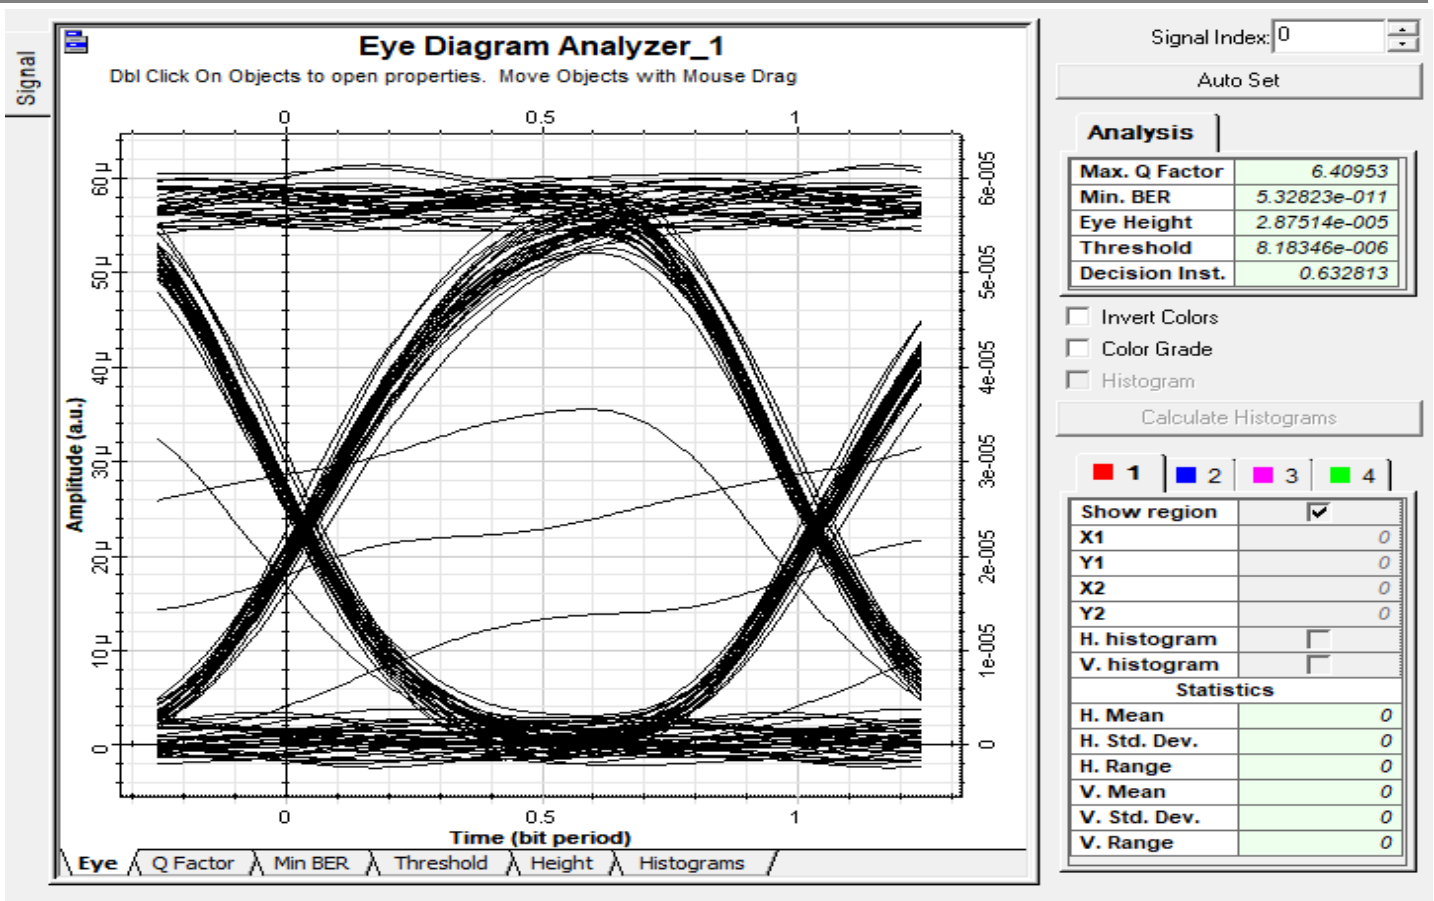 Signal
Eye Diagram Analyzer_1
Dbl Click On Objects to open properties. Move Objects with Mouse Drag
0 0.5 1
Amplitude (a.u.)
60 µ
50 µ
40 µ
30 µ
20 µ
10 µ
0
6e-005
5e-005
4e-005
3e-005
2e-005
1e-005
0
0 0.5 1
Time (bit period)
Eye Q Factor Min BER Threshold Height Histograms
Signal Index: 0
Auto Set
Analysis
Max. Q Factor 6.40953
Min. BER 5.32823e-011
Eye Height 2.87514e-005
Threshold 8.18346e-006
Decision Inst. 0.632813
Invert Colors
Color Grade
Histogram
Calculate Histograms
1 2 3 4
Show region
X1 0
Y1 0
X2 0
Y2 0
H. histogram
V. histogram
Statistics
H. Mean 0
H. Std. Dev. 0
H. Range 0
V. Mean 0
V. Std. Dev. 0
V. Range 0